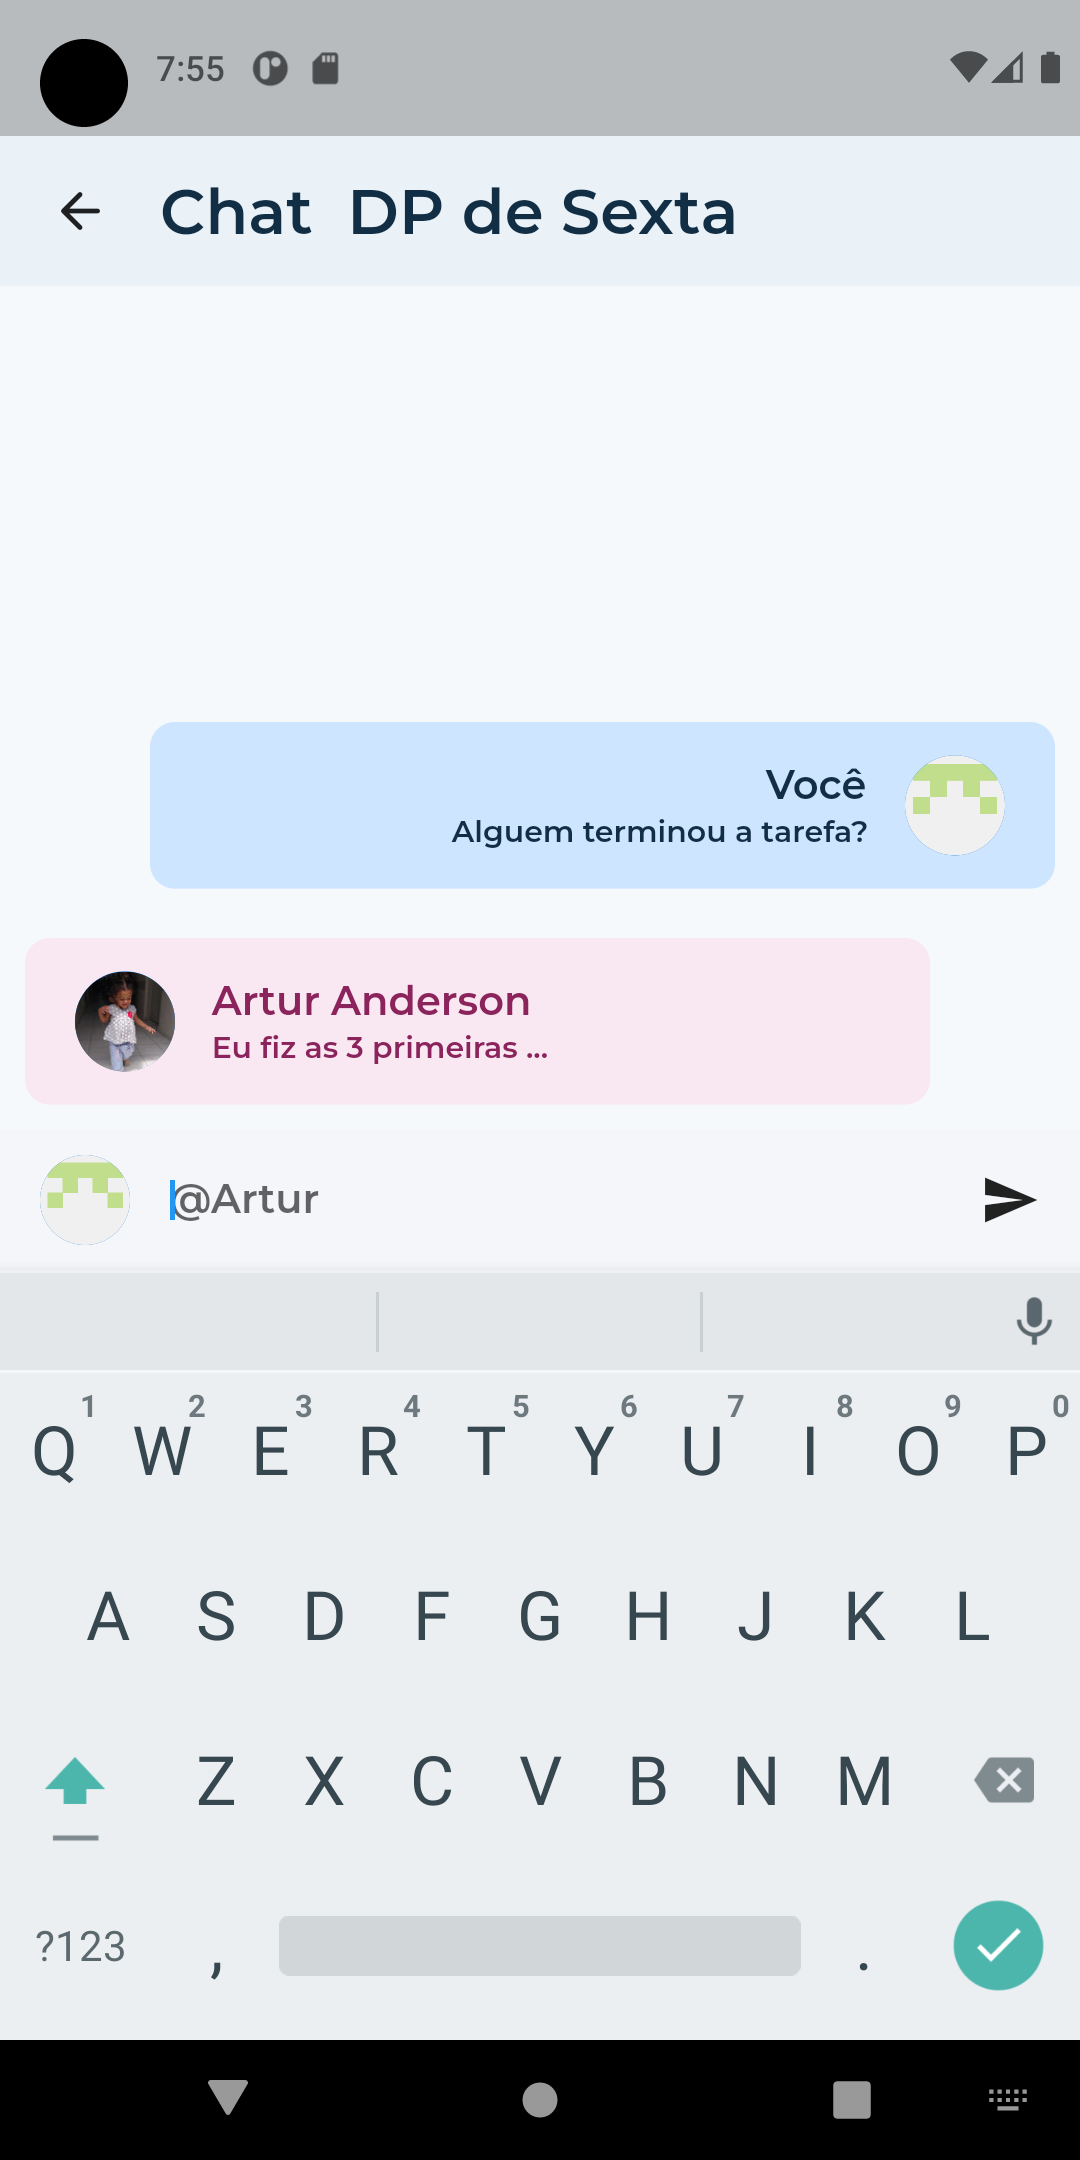 7:55
Chat  DP de Sexta
Você
Alguem terminou a tarefa?
Artur Anderson
Eu fiz as 3 primeiras ...
@Artur
1 2 3 4 5 6 7 8 9 0
Q W E R T Y U I O P
A S D F G H J K L
Z X C V B N M
?123 , .